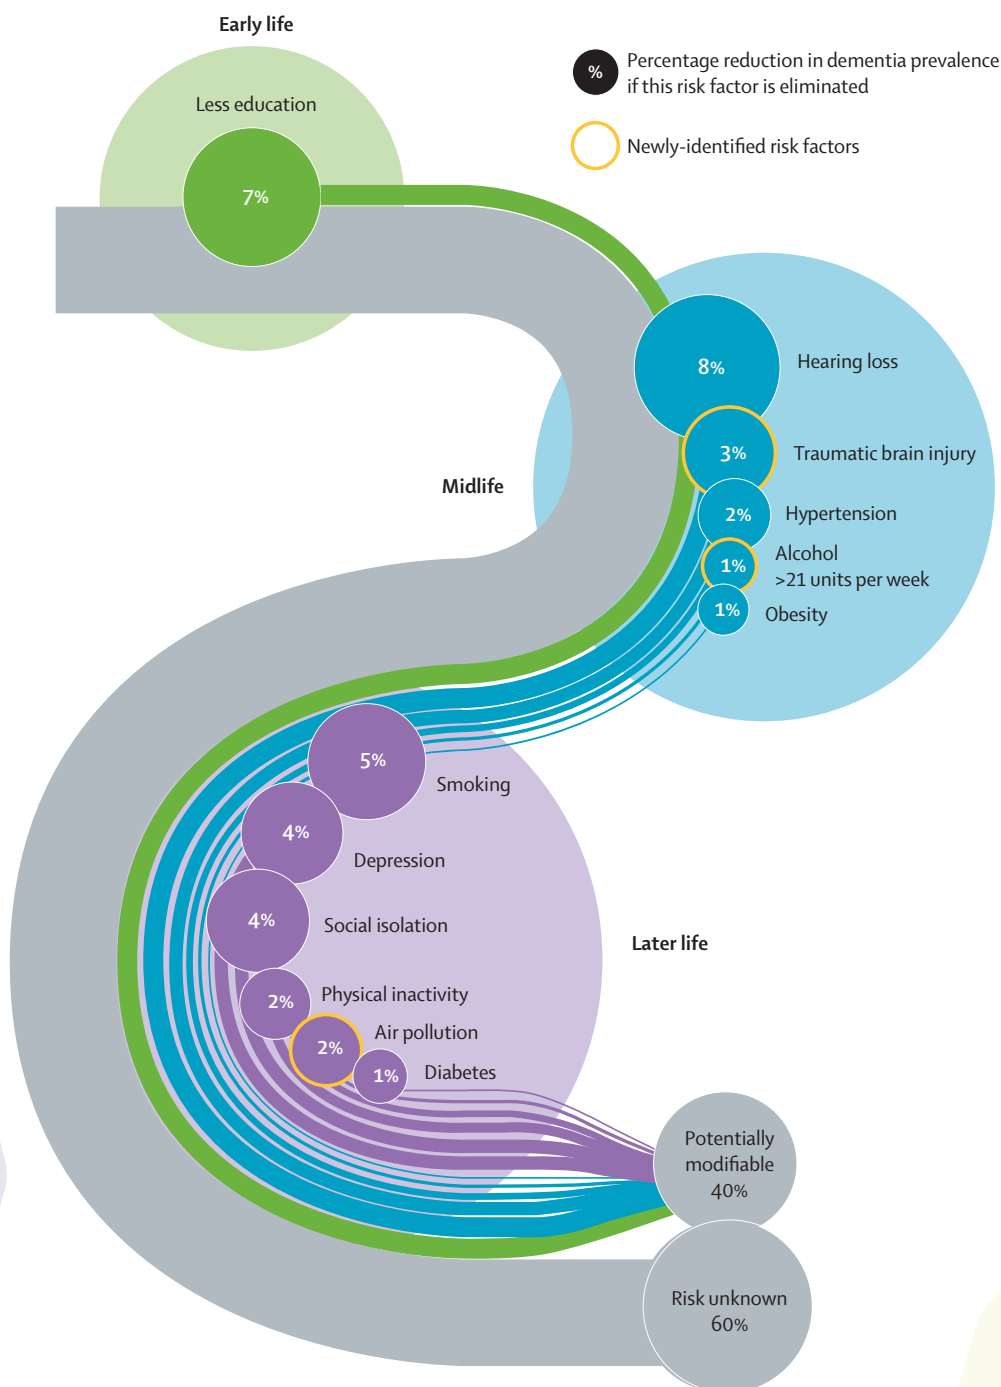 Early life
%
Percentage reduction in dementia prevalence
if this risk factor is eliminated
Newly-identified risk factors
Less education
7%
8%
Hearing loss
3%
Traumatic brain injury
Midlife
2%
Hypertension
1%
Alcohol
>21 units per week
1%
Obesity
5%
Smoking
4%
Depression
4%
Social isolation
Later life
2%
Physical inactivity
2%
Air pollution
1%
Diabetes
Potentially
modifiable
40%
Risk unknown
60%